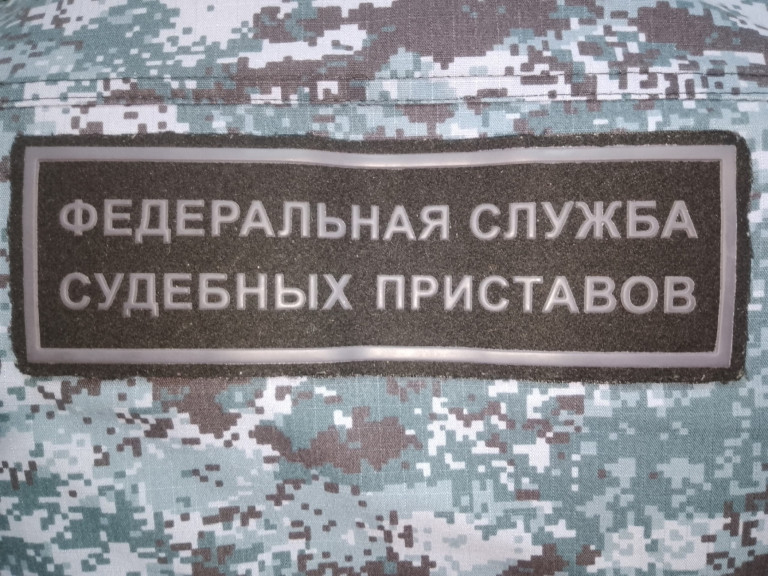 ФЕДЕРАЛЬНАЯ СЛУЖБА
СУДЕБНЫХ ПРИСТАВОВ